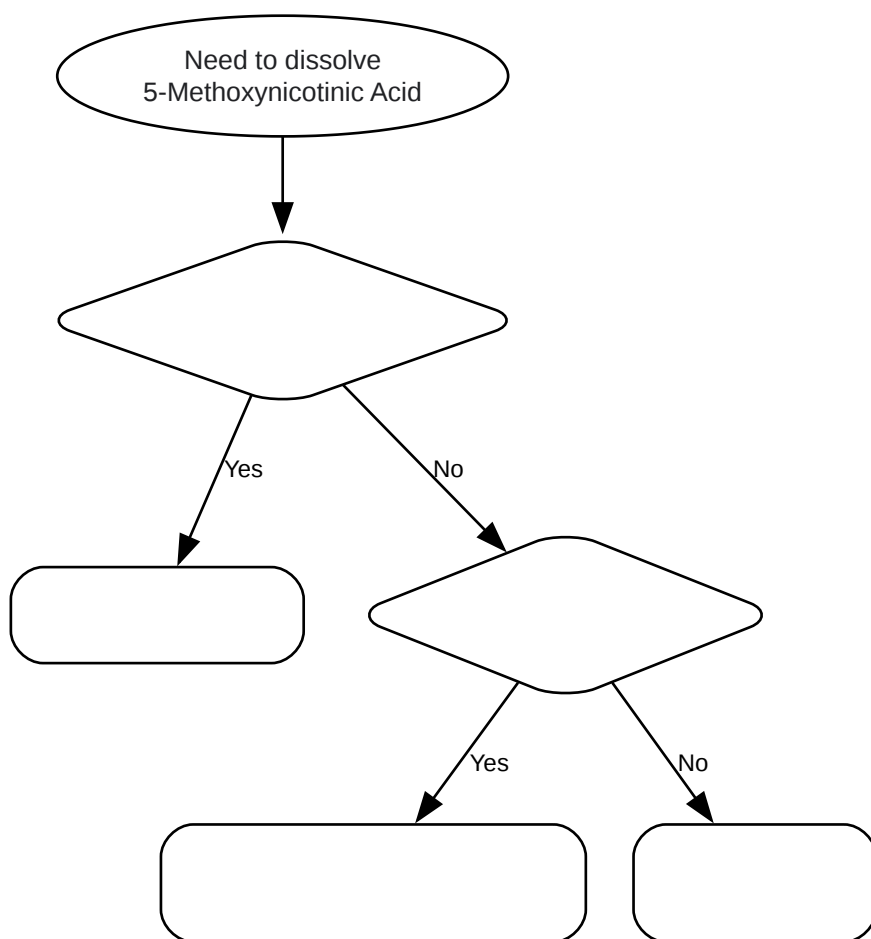 Need to dissolve
5-Methoxynicotinic Acid
Yes
No
Yes
No